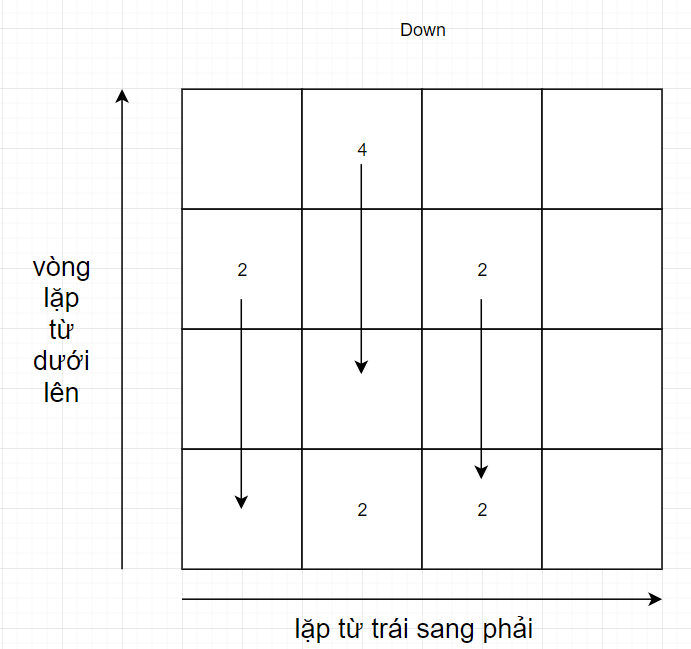 Down
4
vòng
lặp
từ
dưới
lên
2
2
2
2
lặp từ trái sang phải